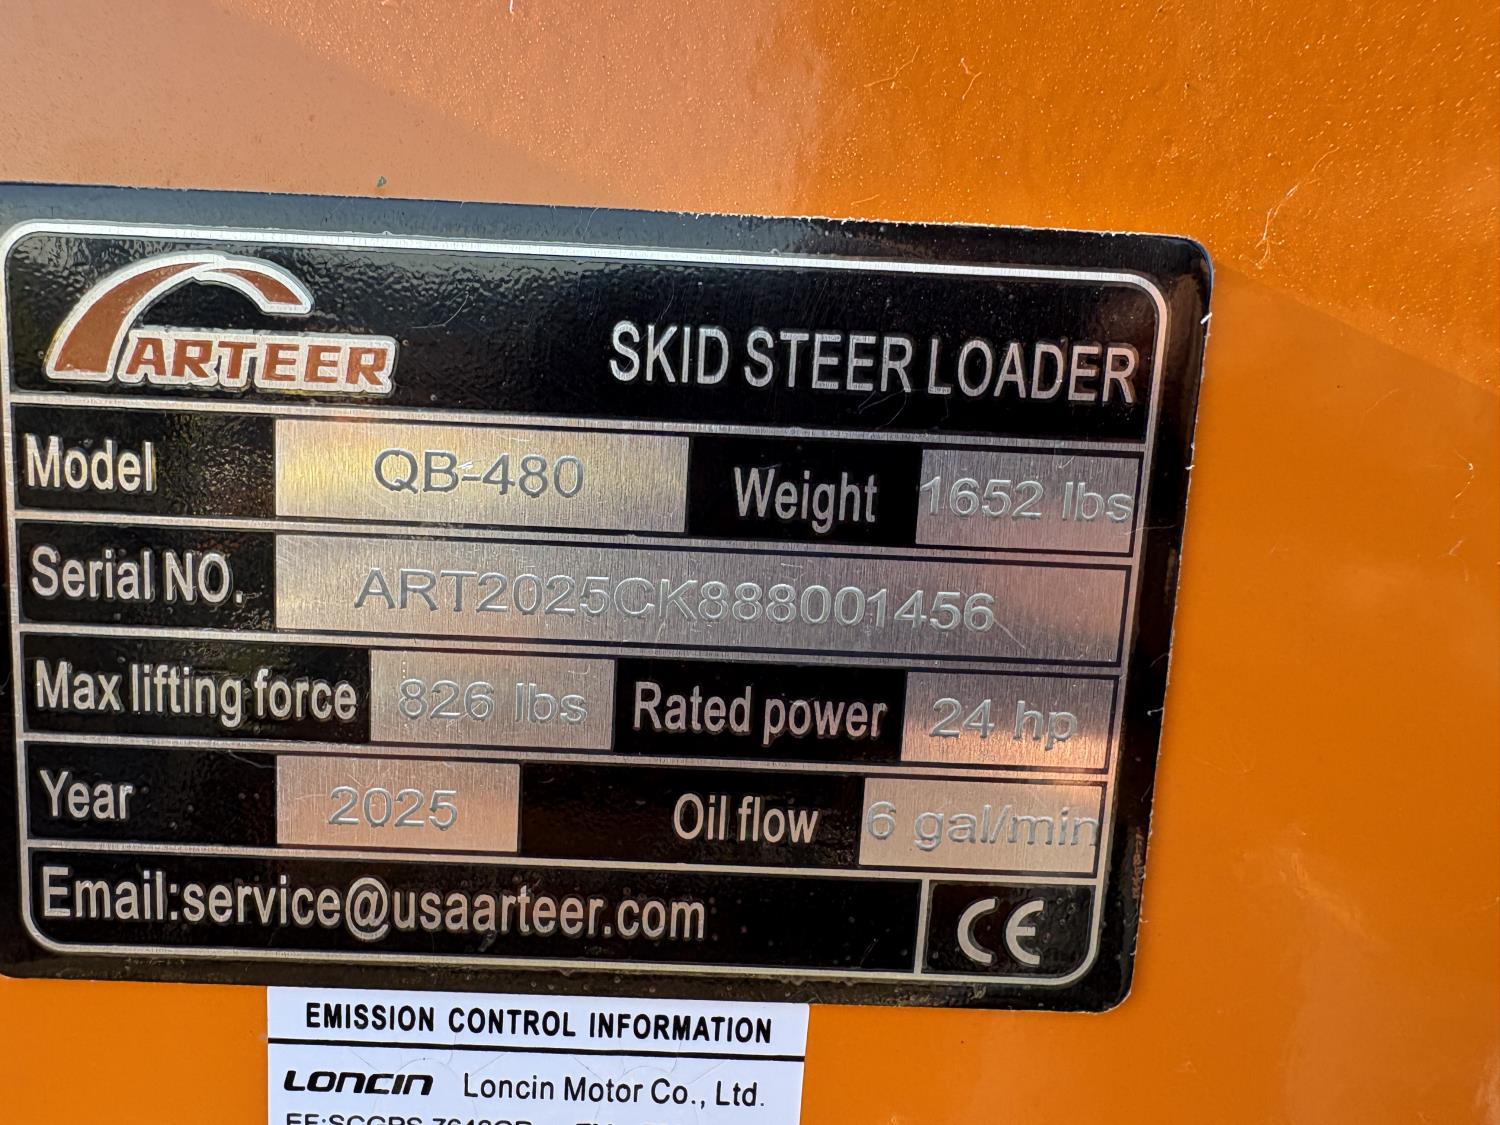 ARTEER
SKID STEER LOADER
Model QB-480 Weight 1652 lbs
Serial NO. ART2025CK888001456
Max lifting force 826 lbs Rated power 24 hp
Year 2025 Oil flow 6 gal/min
Email:service@usaarteer.com CE
EMISSION CONTROL INFORMATION
LONCIN Loncin Motor Co., Ltd.